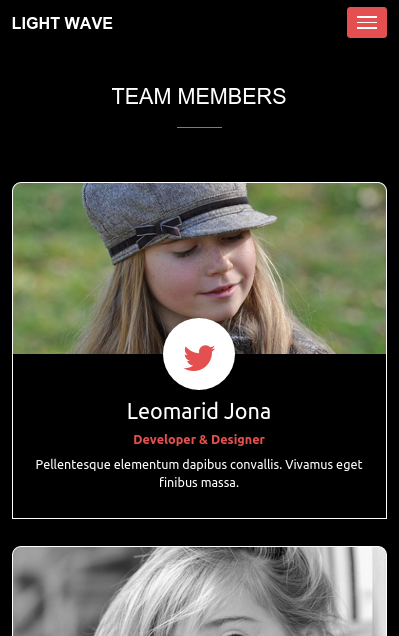 LIGHT WAVE
TEAM MEMBERS
Leomarid Jona
Developer & Designer
Pellentesque elementum dapibus convallis. Vivamus eget
finibus massa.